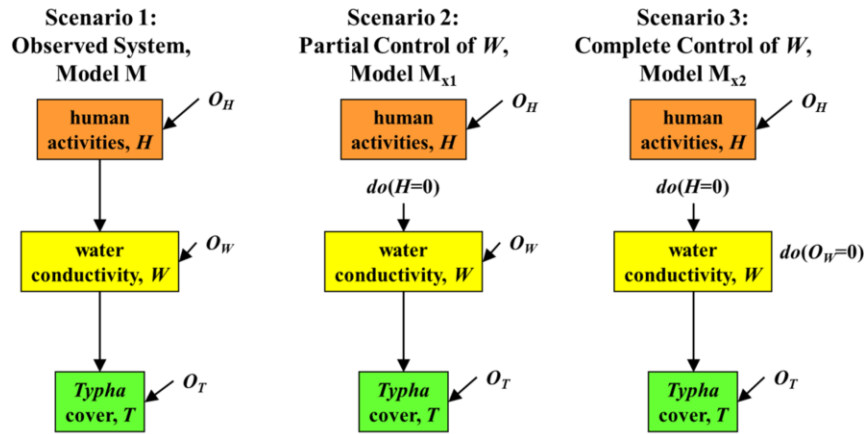 Scenario 1:
Observed System,
Model M
Scenario 2:
Partial Control of W,
Model Mx1
Scenario 3:
Complete Control of W,
Model Mx2
human
activities, H
OH
water
conductivity, W
OW
Typha
cover, T
OT
human
activities, H
OH
do(H=0)
water
conductivity, W
OW
Typha
cover, T
OT
human
activities, H
OH
do(H=0)
water
conductivity, W
do(OW=0)
Typha
cover, T
OT